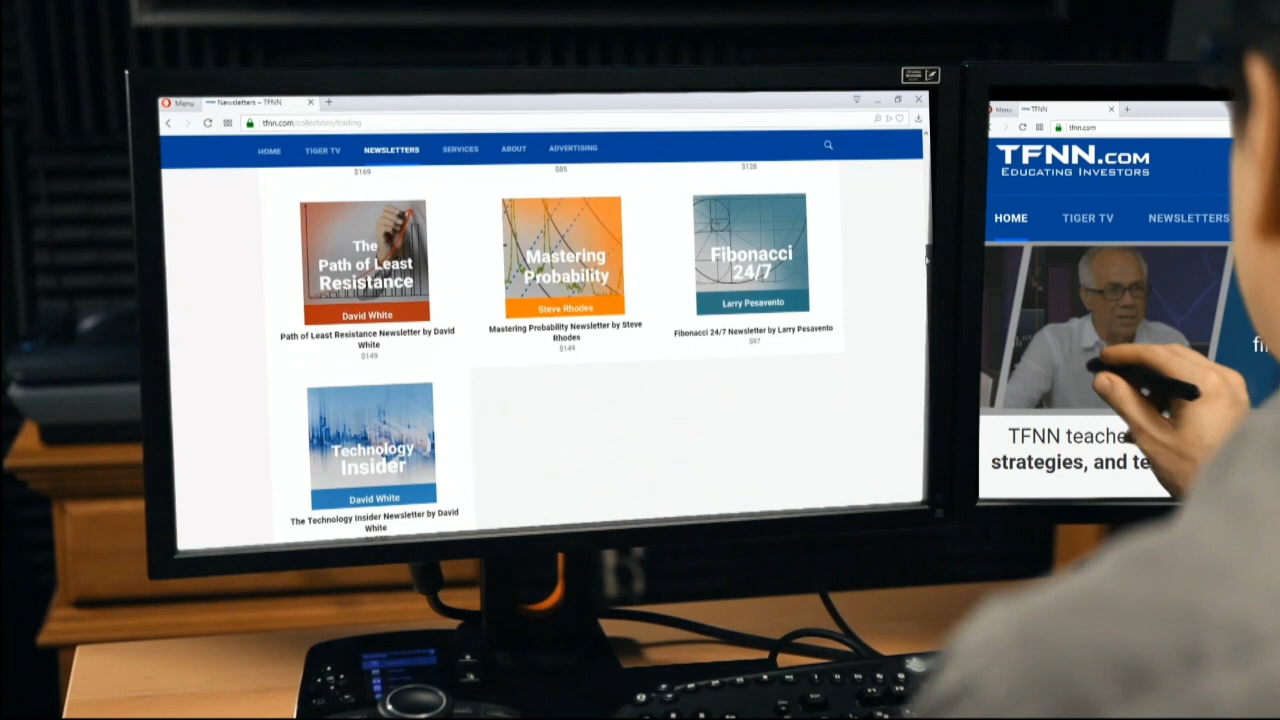 Menu
Newsletters – TFNN
tfnn.com/collections/trading
HOME
TIGER TV
NEWSLETTERS
SERVICES
ABOUT
ADVERTISING
$169
$85
$128
The
Path of Least
Resistance
David White
Path of Least Resistance Newsletter by David
White
$149
Mastering
Probability
Steve Rhodes
Mastering Probability Newsletter by Steve
Rhodes
$149
Fibonacci
24/7
Larry Pesavento
Fibonacci 24/7 Newsletter by Larry Pesavento
$97
Technology
Insider
David White
The Technology Insider Newsletter by David
White
Menu
TFNN
tfnn.com
TFNN.COM
EDUCATING INVESTORS
HOME
TIGER TV
NEWSLETTERS
TFNN teache
strategies, and te